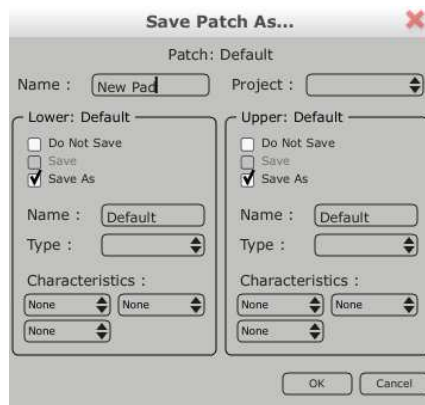 Save Patch As...
Patch: Default
Name : New Pad Project :
Lower: Default
Do Not Save
Save
Save As
Name : Default
Type :
Characteristics :
None None
None
Upper: Default
Do Not Save
Save
Save As
Name : Default
Type :
Characteristics :
None None
None
OK Cancel